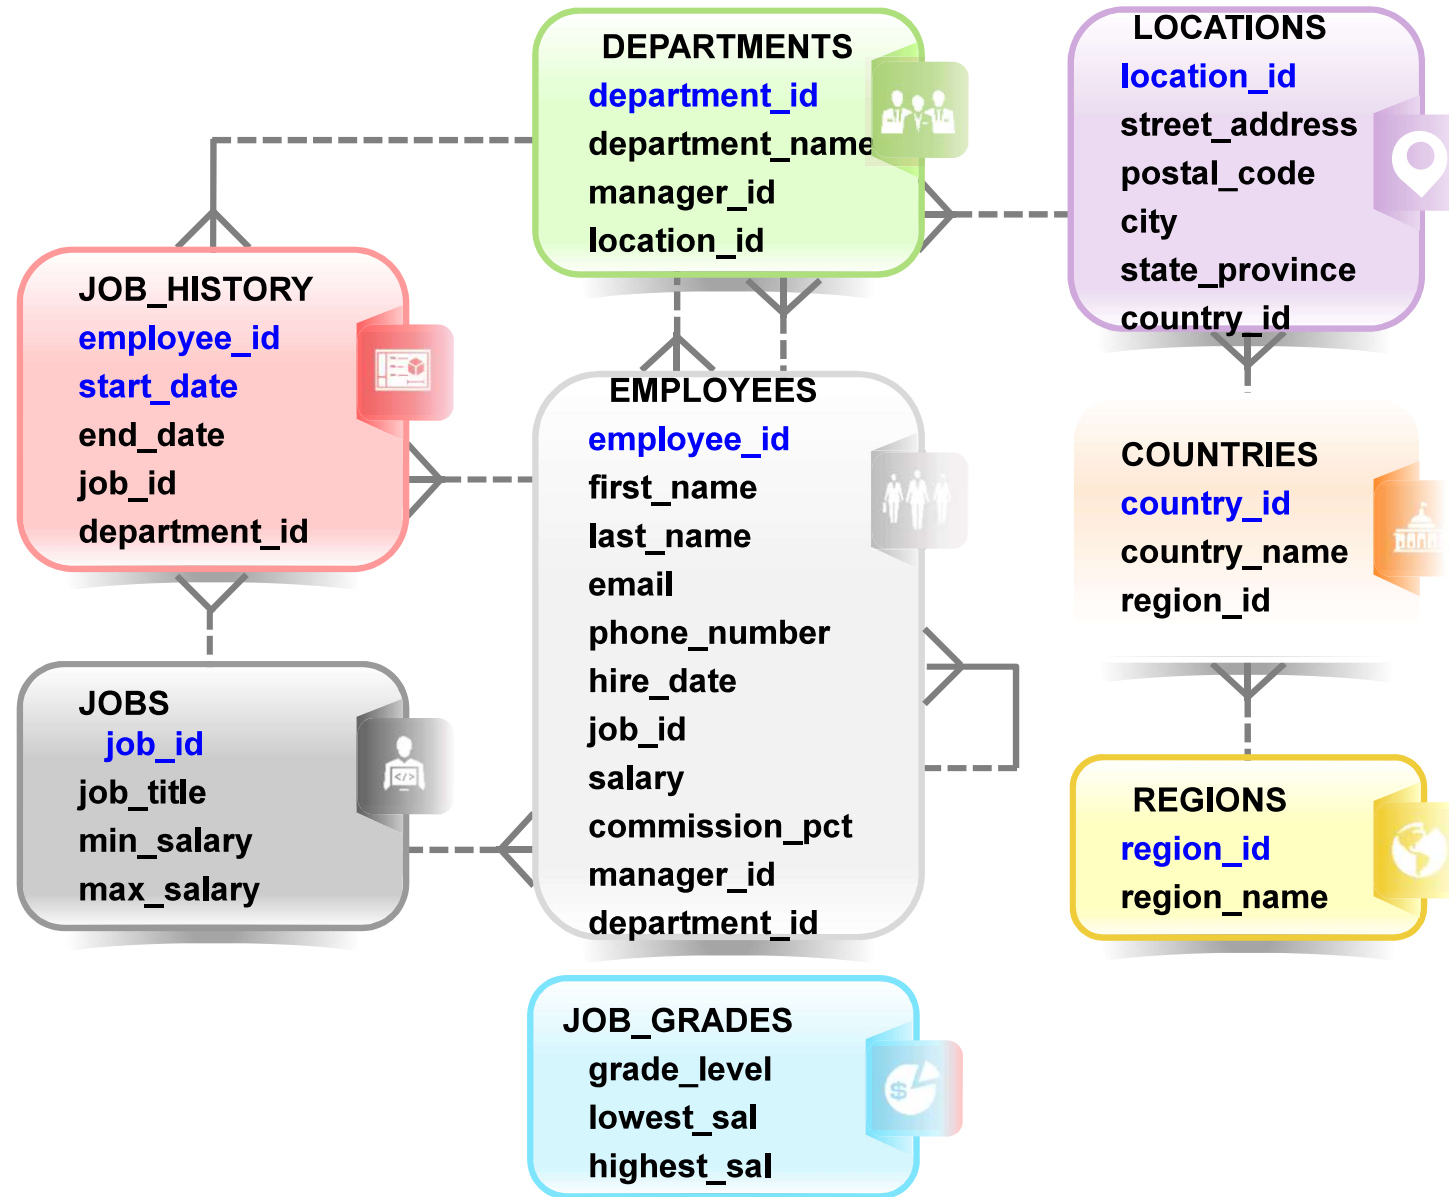 DEPARTMENTS
department_id
department_name
manager_id
location_id
LOCATIONS
location_id
street_address
postal_code
city
state_province
country_id
JOB_HISTORY
employee_id
start_date
end_date
job_id
department_id
EMPLOYEES
employee_id
first_name
last_name
email
phone_number
hire_date
job_id
salary
commission_pct
manager_id
department_id
COUNTRIES
country_id
country_name
region_id
JOBS
job_id
job_title
min_salary
max_salary
REGIONS
region_id
region_name
JOB_GRADES
grade_level
lowest_sal
highest_sal